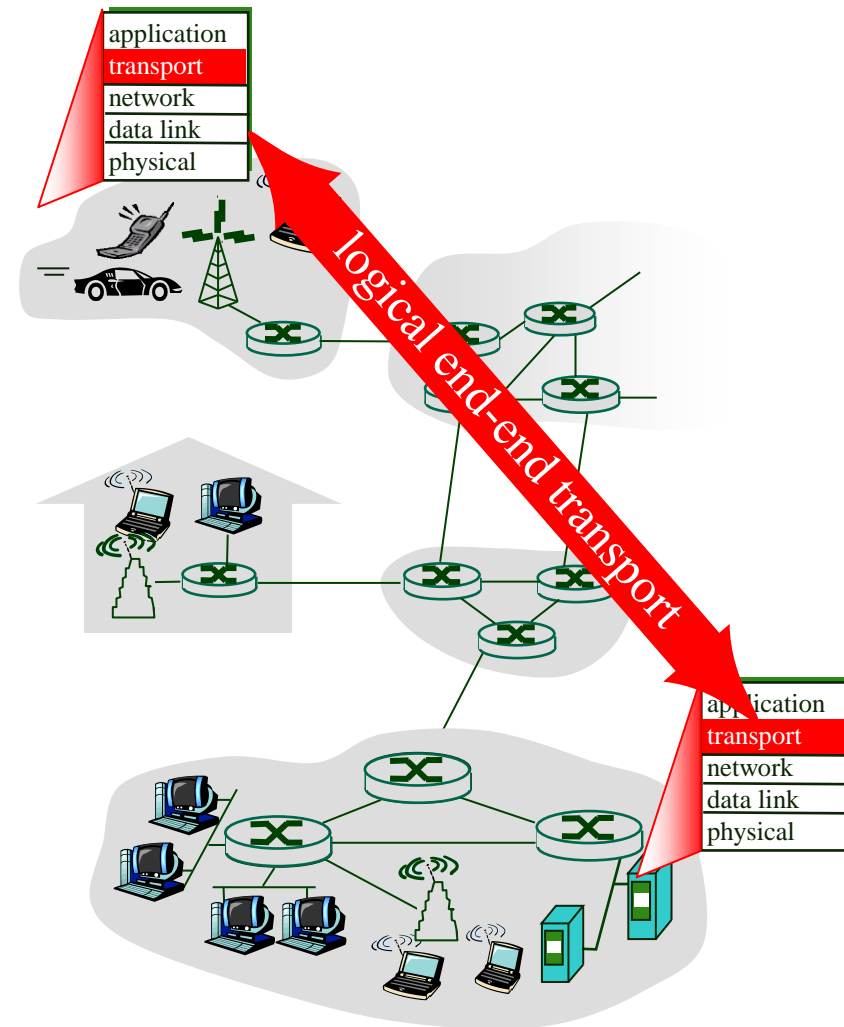 application
transport
network
data link
physical
logical end-end transport
application
transport
network
data link
physical